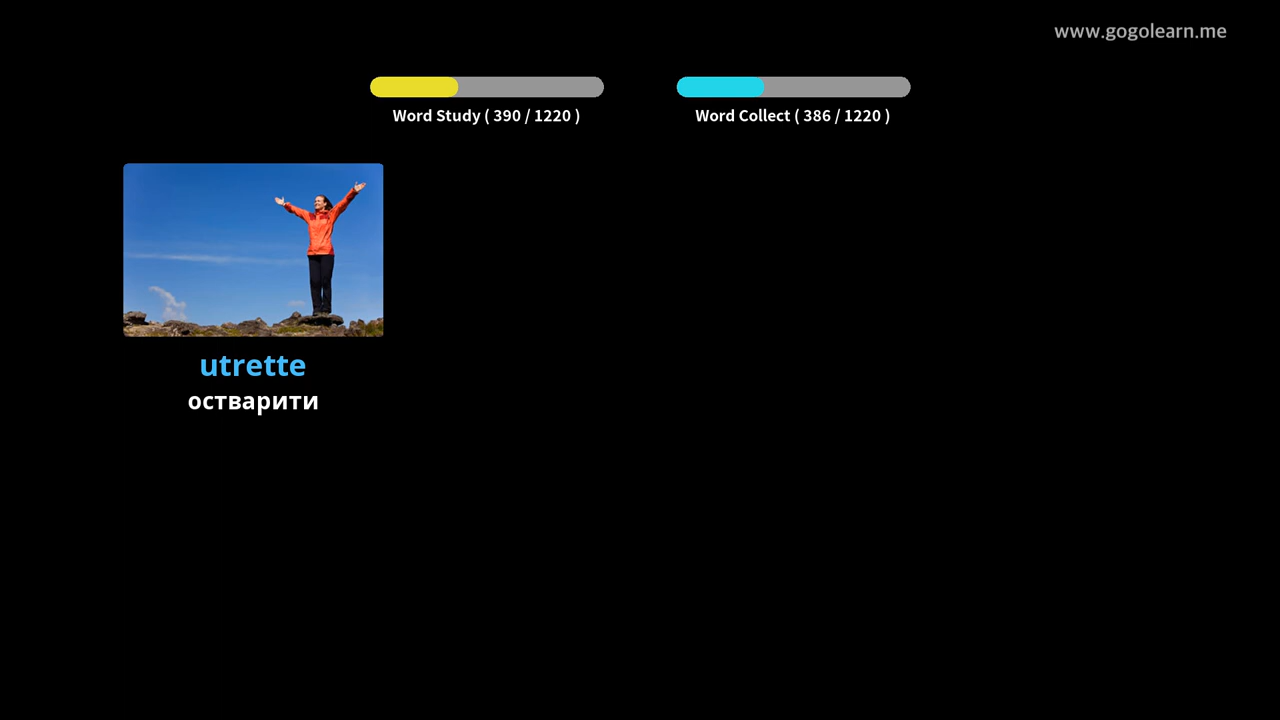 www.gogolearn.me
Word Study ( 390 / 1220 )
Word Collect ( 386 / 1220 )
utrette
остварити